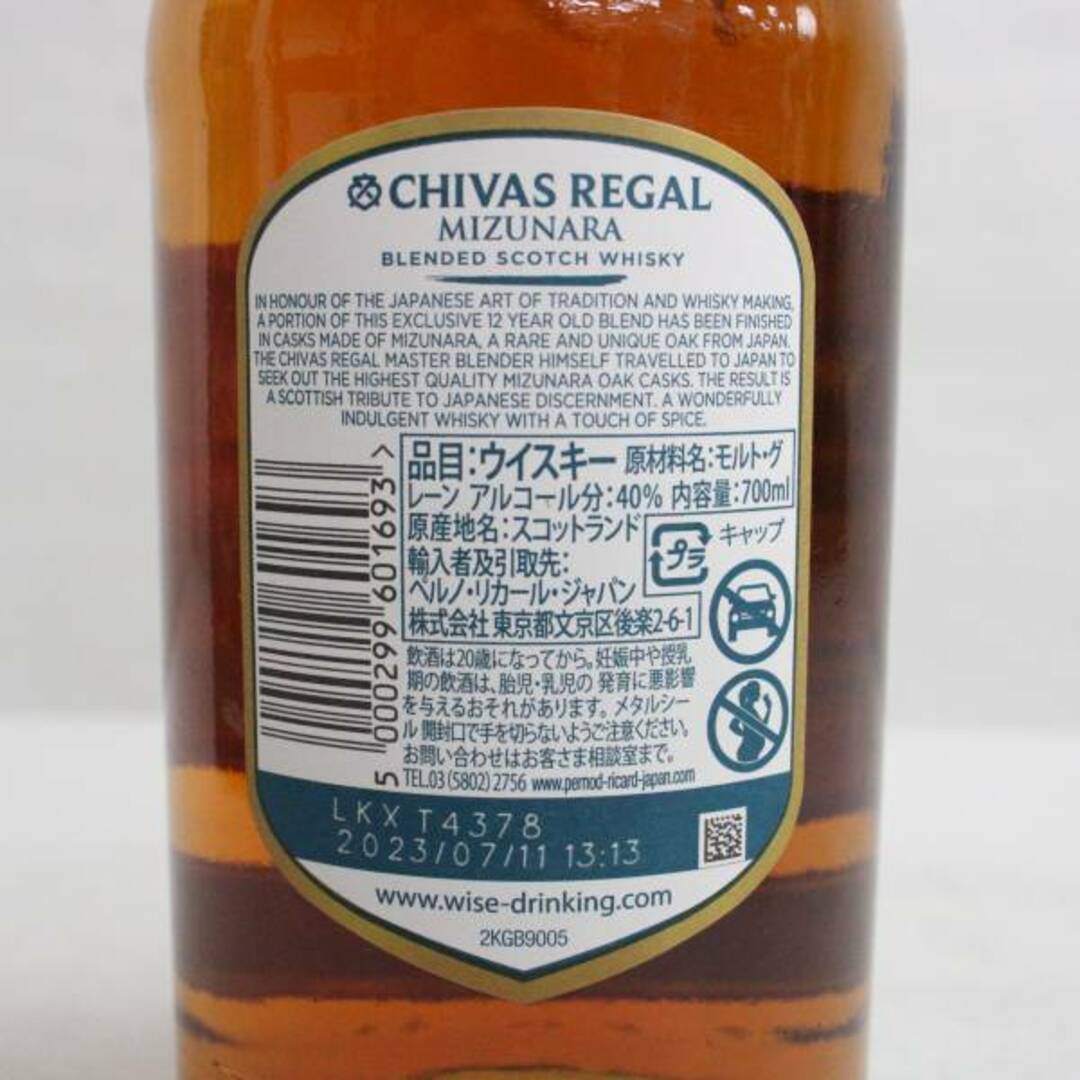 CHIVAS REGAL
MIZUNARA
BLENDED SCOTCH WHISKY
IN HONOUR OF THE JAPANESE ART OF TRADITION AND WHISKY MAKING,
A PORTION OF THIS EXCLUSIVE 12 YEAR OLD BLEND HAS BEEN FINISHED
IN CASKS MADE OF MIZUNARA, A RARE AND UNIQUE OAK FROM JAPAN.
THE CHIVAS REGAL MASTER BLENDER HIMSELF TRAVELLED TO JAPAN TO
SEEK OUT THE HIGHEST QUALITY MIZUNARA OAK CASKS. THE RESULT IS
A SCOTTISH TRIBUTE TO JAPANESE DISCERNMENT. A WONDERFULLY
INDULGENT WHISKY WITH A TOUCH OF SPICE.
品目:ウイスキー 原材料名:モルト・グ
レーン アルコール分:40% 内容量:700ml
原産地名:スコットランド
プラ キャップ
輸入者及引取先:
ペルノ・リカール・ジャパン
株式会社 東京都文京区後楽2-6-1
飲酒は20歳になってから。妊娠中や授乳
期の飲酒は、胎児・乳児の 発育に悪影響
を与えるおそれがあります。メタルシー
ル 開封口で手を切らないようご注意ください。
お問い合わせはお客さま相談室まで。
TEL.03 (5802) 2756 www.pernod-ricard-japan.com
5 000299 601693 >
LKX T4378
2023/07/11 13:13
www.wise-drinking.com
2KGB9005